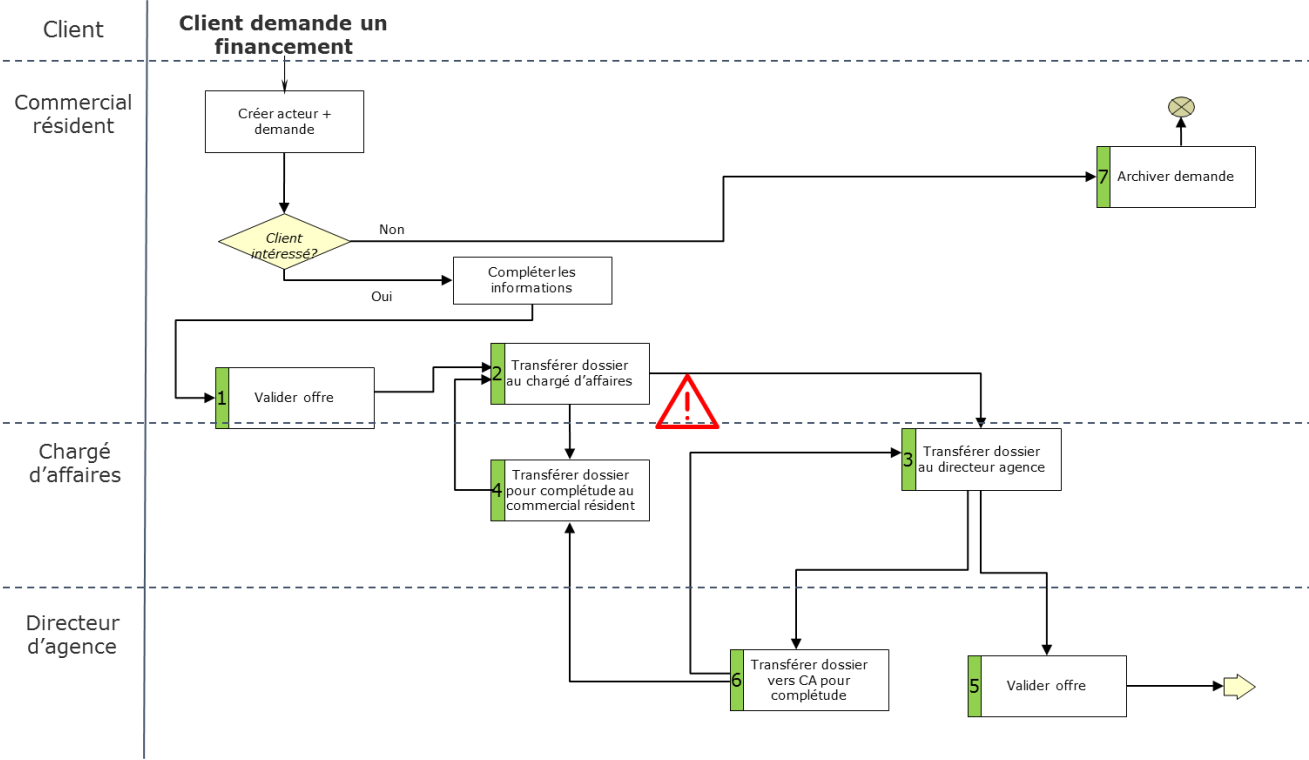 Client
Client demande un
financement
Commercial
résident
Créer acteur +
demande
7
Archiver demande
Non
Client
intéressé?
Compléter les
informations
Oui
1
Valider offre
2
Transférer dossier
au chargé d’affaires
!
Chargé
d’affaires
3
Transférer dossier
au directeur agence
4
Transférer dossier
pour complétude au
commercial résident
Directeur
d’agence
6
Transférer dossier
vers CA pour
complétude
5
Valider offre